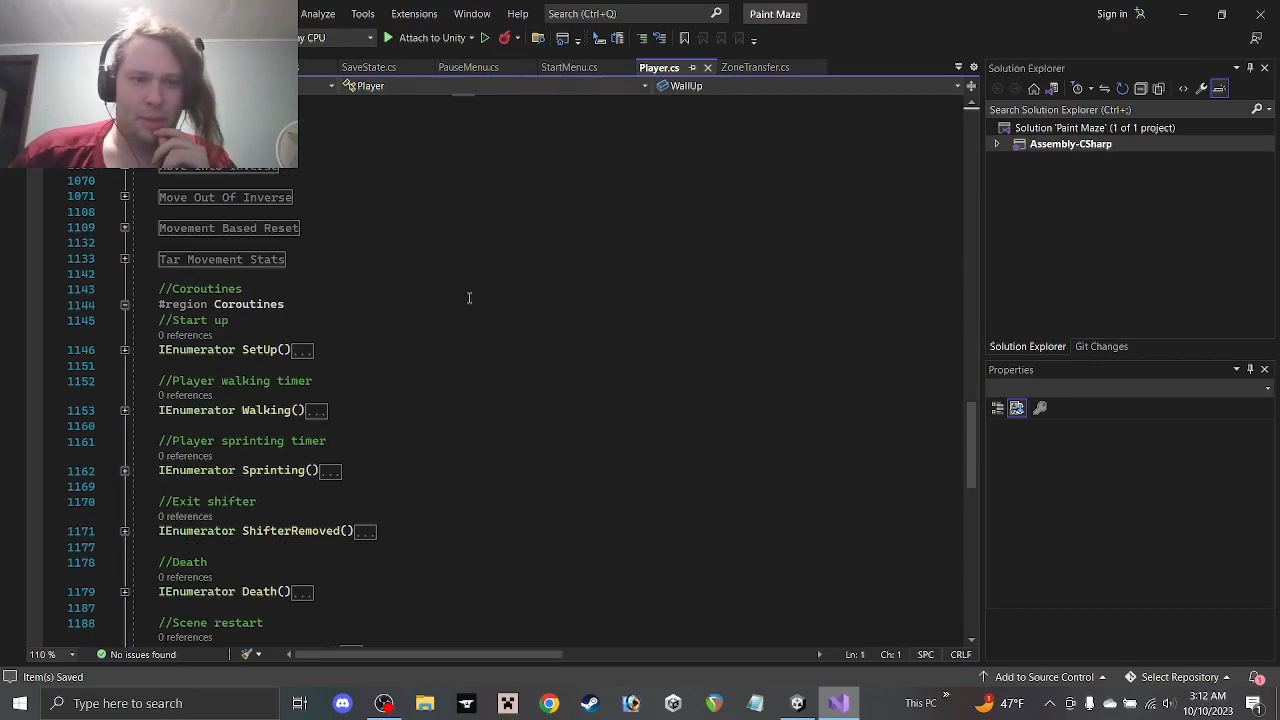 Analyze Tools Extensions Window Help Search (Ctrl+Q) Paint Maze Sign in
CPU Attach to Unity
SaveState.cs PauseMenu.cs StartMenu.cs Player.cs ZoneTransfer.cs
Player WallUp
Solution Explorer
Search Solution Explorer (Ctrl+;)
Solution 'Paint Maze' (1 of 1 project)
Assembly-CSharp
Solution Explorer Git Changes
Properties
1070
1071 Move Out Of Inverse
1108
1109 Movement Based Reset
1132
1133 Tar Movement Stats
1142
1143 //Coroutines
1144 #region Coroutines
1145 //Start up
0 references
1146 IEnumerator SetUp()...
1151
1152 //Player walking timer
0 references
1153 IEnumerator Walking()...
1160
1161 //Player sprinting timer
0 references
1162 IEnumerator Sprinting()...
1169
1170 //Exit shifter
0 references
1171 IEnumerator ShifterRemoved()...
1177
1178 //Death
0 references
1179 IEnumerator Death()...
1187
1188 //Scene restart
0 references
110 % No issues found Ln: 1 Ch: 1 SPC CRLF
Item(s) Saved Add to Source Control Select Repository 1
Type here to search This PC » 47°F 3:12 AM
10/10/2023